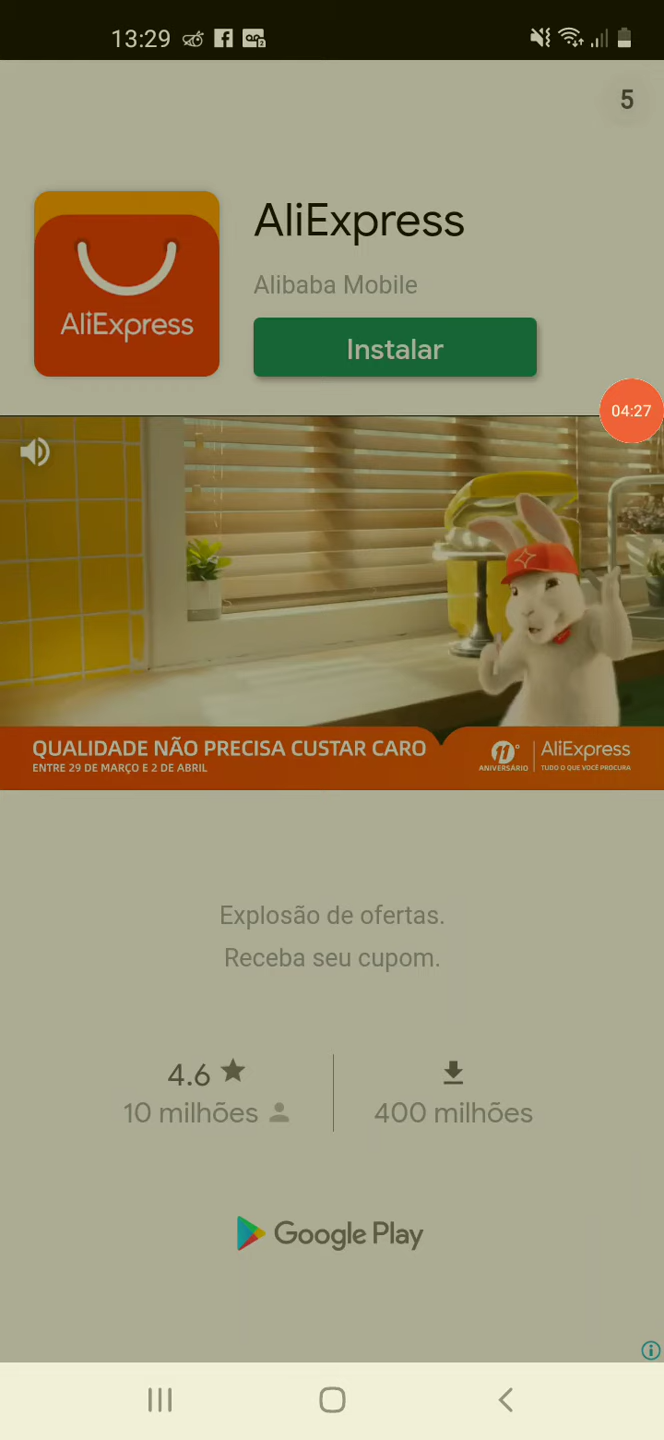 13:29
5
AliExpress
AliExpress
Alibaba Mobile
Instalar
04:27
QUALIDADE NÃO PRECISA CUSTAR CARO
ENTRE 29 DE MARÇO E 2 DE ABRIL
11º
ANIVERSÁRIO
AliExpress
TUDO O QUE VOCÊ PROCURA
Explosão de ofertas.
Receba seu cupom.
4.6
10 milhões
400 milhões
Google Play